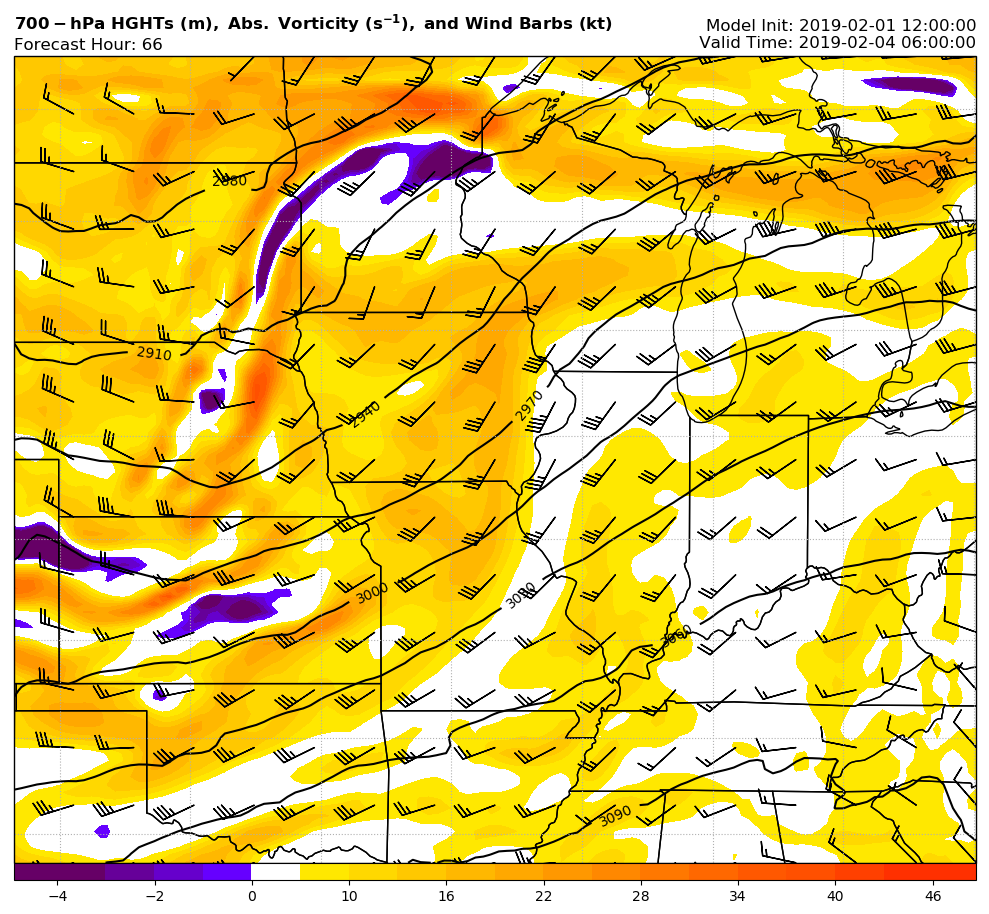 700−hPa HGHTs (m), Abs. Vorticity (s⁻¹), and Wind Barbs (kt)
Model Init: 2019-02-01 12:00:00
Forecast Hour: 66
Valid Time: 2019-02-04 06:00:00
2880
2910
2940
2970
3000
3030
3060
3090
−4 −2 0 10 16 22 28 34 40 46